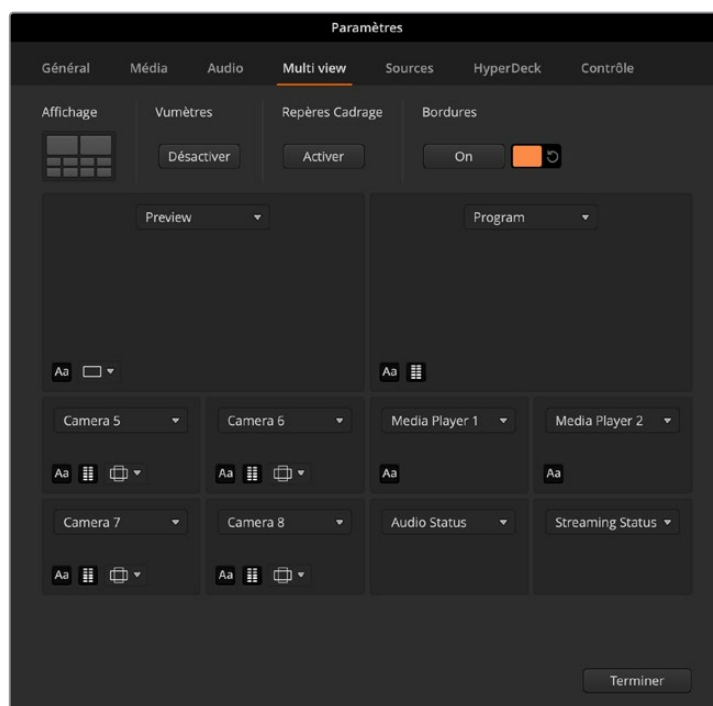 Paramètres
Général Média Audio Multi view Sources HyperDeck Contrôle
Affichage Vumètres Repères Cadrage Bordures
Désactiver Activer On
Preview Program
Aa Aa
Camera 5 Camera 6 Media Player 1 Media Player 2
Aa Aa Aa Aa
Camera 7 Camera 8 Audio Status Streaming Status
Aa Aa
Terminer